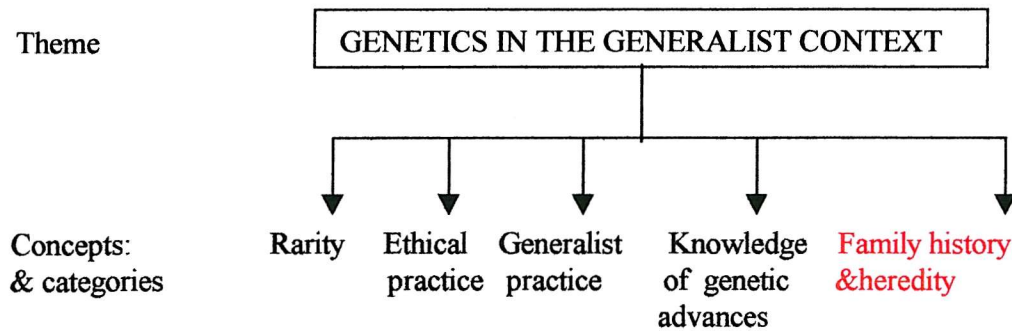 Theme GENETICS IN THE GENERALIST CONTEXT
Concepts: Rarity Ethical Generalist Knowledge Family history
& categories practice practice of genetic &heredity
advances